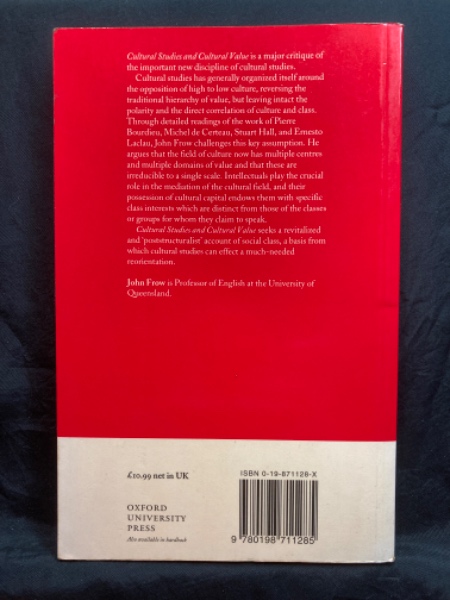 Cultural Studies and Cultural Value is a major critique of
the important new discipline of cultural studies.
Cultural studies has generally organized itself around
the opposition of high to low culture, reversing the
traditional hierarchy of value, but leaving intact the
polarity and the direct correlation of culture and class.
Through detailed readings of the work of Pierre
Bourdieu, Michel de Certeau, Stuart Hall, and Ernesto
Laclau, John Frow challenges this key assumption. He
argues that the field of culture now has multiple centres
and multiple domains of value and that these are
irreducible to a single scale. Intellectuals play the crucial
role in the mediation of the cultural field, and their
possession of cultural capital endows them with specific
class interests which are distinct from those of the classes
or groups for whom they claim to speak.
Cultural Studies and Cultural Value seeks a revitalized
and 'poststructuralist' account of social class, a basis from
which cultural studies can effect a much-needed
reorientation.
John Frow is Professor of English at the University of
Queensland.
£10.99 net in UK
ISBN 0-19-871128-X
OXFORD
UNIVERSITY
PRESS
Also available in hardback
9 780198 711285